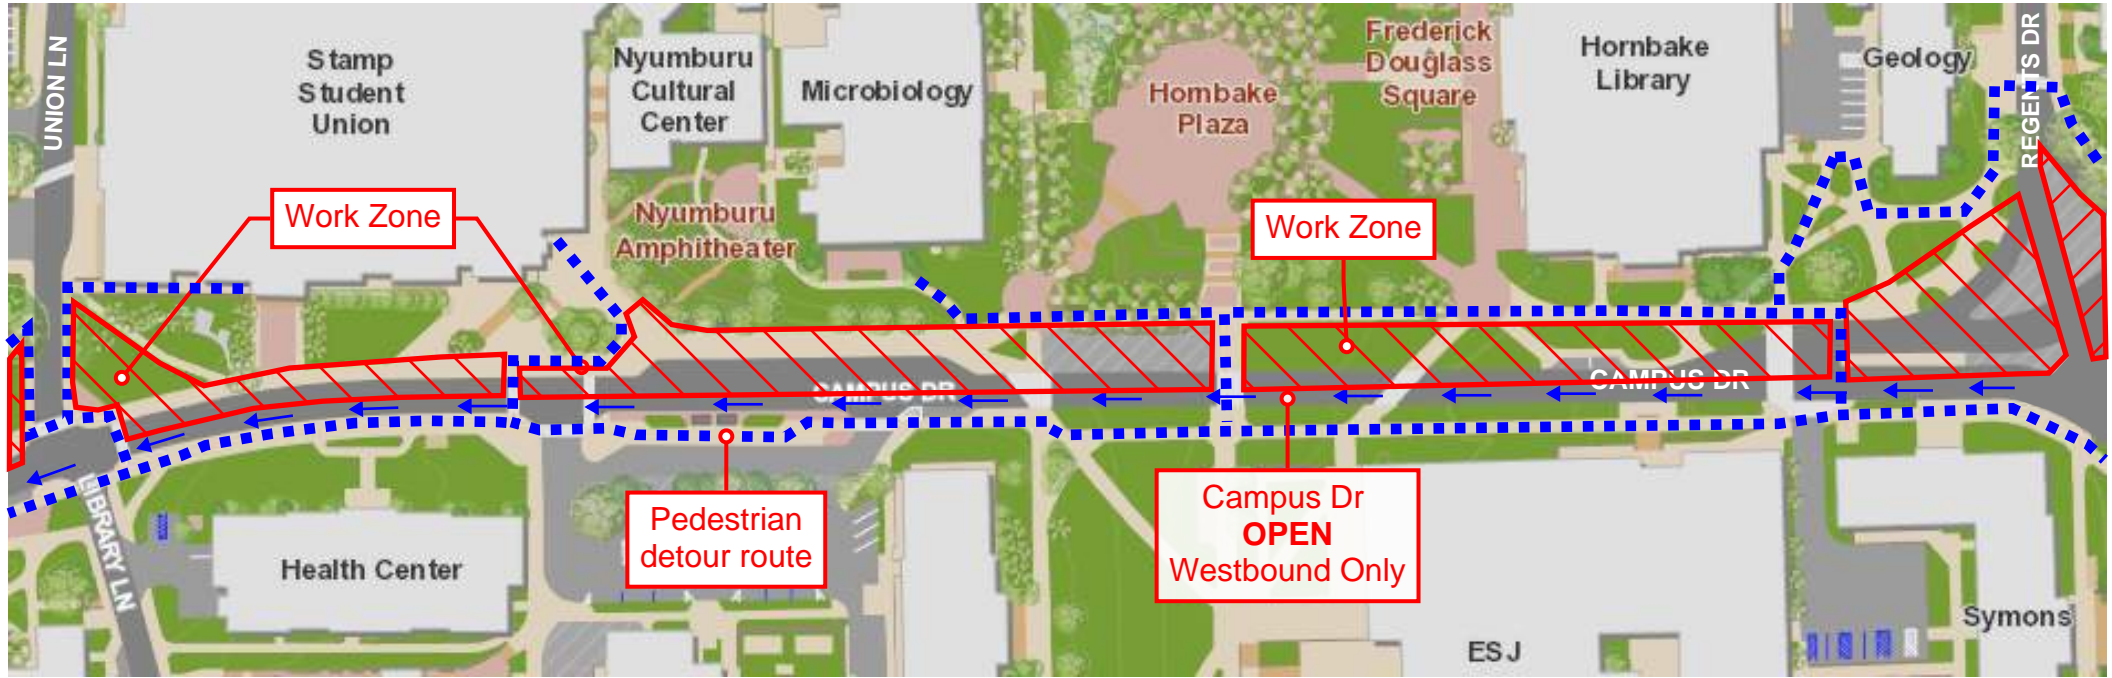 UNION LN
Stamp
Student
Union
Nyumburu
Cultural
Center
Microbiology
Hornbake
Plaza
Frederick
Douglass
Square
Hornbake
Library
Geology
REGENTS DR
Work Zone
Nyumburu
Amphitheater
Work Zone
CAMPUS DR
CAMPUS DR
LIBRARY LN
Health Center
Pedestrian
detour route
Campus Dr
OPEN
Westbound Only
ESJ
Symons